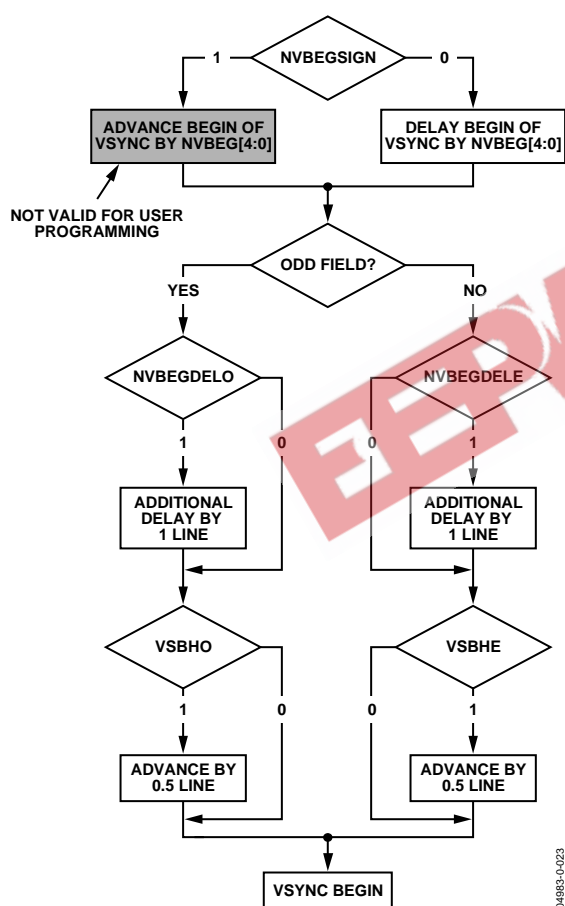 NVBEGSIGN
1
0
ADVANCE BEGIN OF
VSYNC BY NVBEG[4:0]
DELAY BEGIN OF
VSYNC BY NVBEG[4:0]
NOT VALID FOR USER
PROGRAMMING
ODD FIELD?
YES
NO
NVBEGDELO
NVBEGDELE
1
0
0
1
ADDITIONAL
DELAY BY
1 LINE
ADDITIONAL
DELAY BY
1 LINE
VSBHO
VSBHE
1
0
0
1
ADVANCE BY
0.5 LINE
ADVANCE BY
0.5 LINE
VSYNC BEGIN
04983-0-023